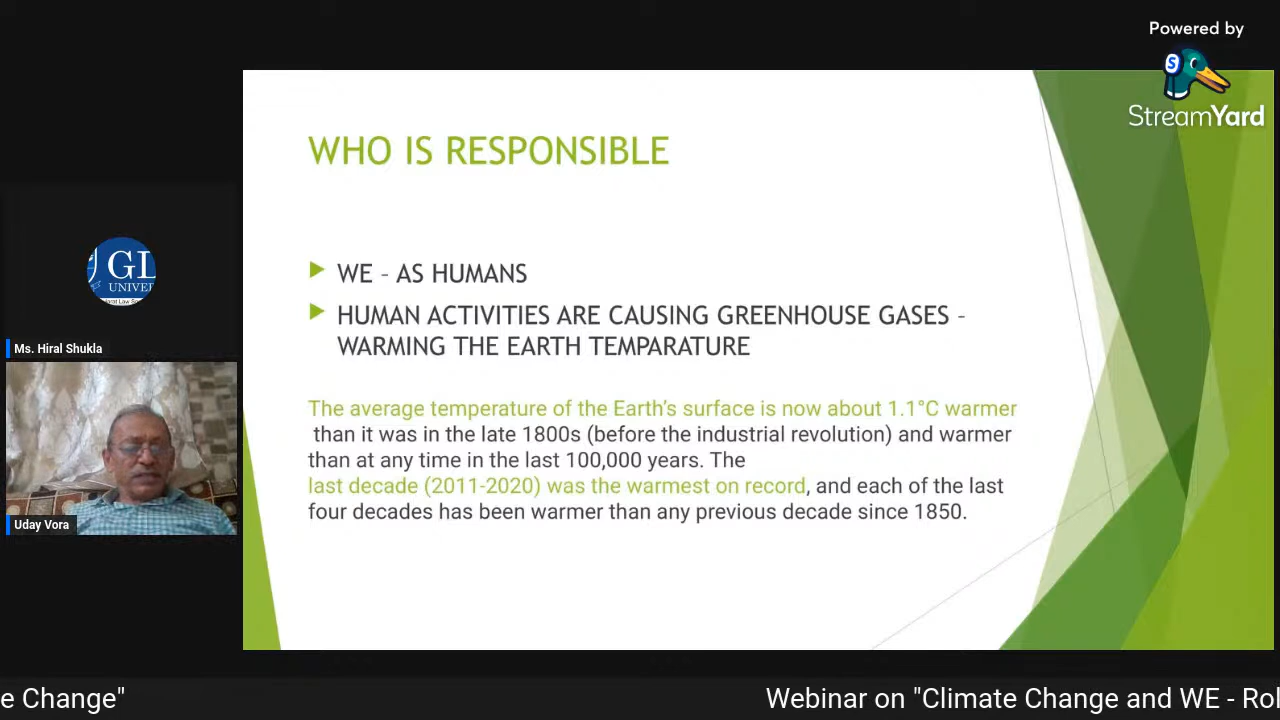 Powered by
StreamYard
WHO IS RESPONSIBLE
WE – AS HUMANS
HUMAN ACTIVITIES ARE CAUSING GREENHOUSE GASES –
WARMING THE EARTH TEMPARATURE
The average temperature of the Earth's surface is now about 1.1°C warmer
than it was in the late 1800s (before the industrial revolution) and warmer
than at any time in the last 100,000 years. The
last decade (2011-2020) was the warmest on record, and each of the last
four decades has been warmer than any previous decade since 1850.
GL
UNIVER
Ms. Hiral Shukla
Uday Vora
e Change"
Webinar on "Climate Change and WE - Rol